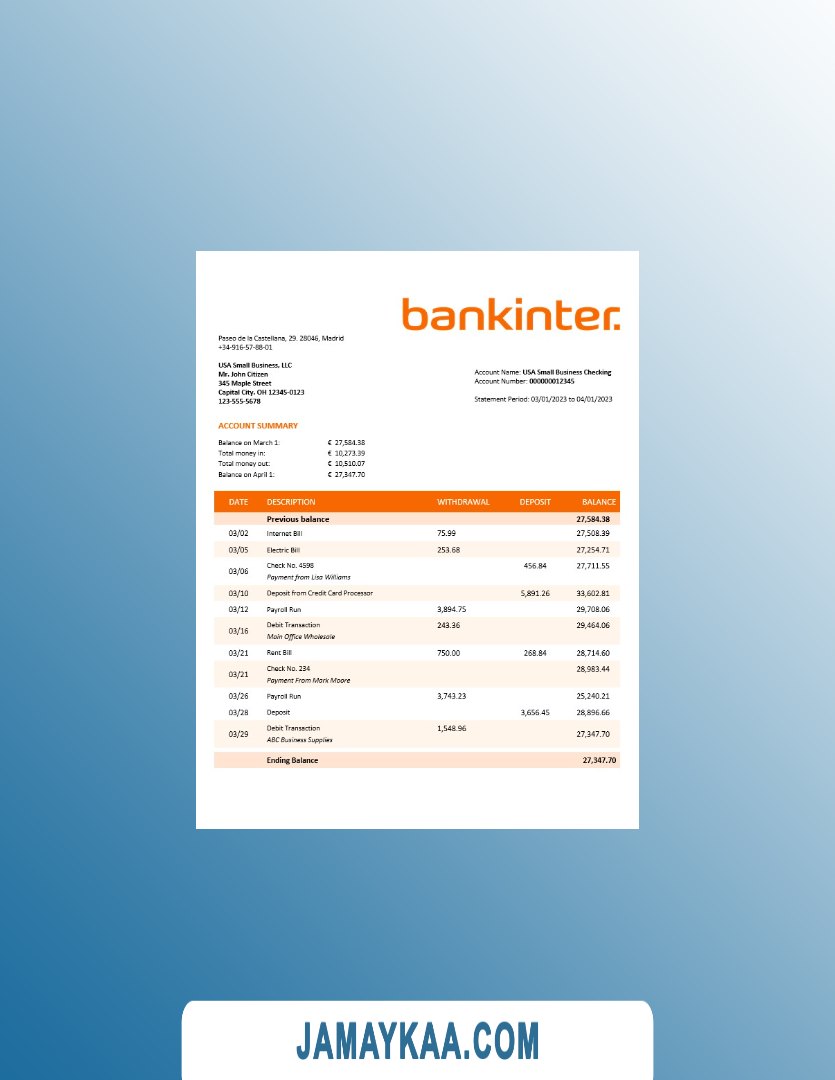 bankinter.
Paseo de la Castellana, 29. 28046, Madrid
+34-916-57-88-01
USA Small Business, LLC
Mr. John Citizen
345 Maple Street
Capital City, OH 12345-0123
123-555-5678
Account Name: USA Small Business Checking
Account Number: 000000012345
Statement Period: 03/01/2023 to 04/01/2023
ACCOUNT SUMMARY
Balance on March 1: € 27,584.38
Total money in: € 10,273.39
Total money out: € 10,510.07
Balance on April 1: € 27,347.70
DATE DESCRIPTION WITHDRAWAL DEPOSIT BALANCE
Previous balance 27,584.38
03/02 Internet Bill 75.99 27,508.39
03/05 Electric Bill 253.68 27,254.71
03/06 Check No. 4598 456.84 27,711.55
Payment from Lisa Williams
03/10 Deposit from Credit Card Processor 5,891.26 33,602.81
03/12 Payroll Run 3,894.75 29,708.06
03/16 Debit Transaction 243.36 29,464.06
Main Office Wholesale
03/21 Rent Bill 750.00 268.84 28,714.60
03/21 Check No. 234 28,983.44
Payment From Mark Moore
03/26 Payroll Run 3,743.23 25,240.21
03/28 Deposit 3,656.45 28,896.66
03/29 Debit Transaction 1,548.96 27,347.70
ABC Business Supplies
Ending Balance 27,347.70
JAMAYKAA.COM